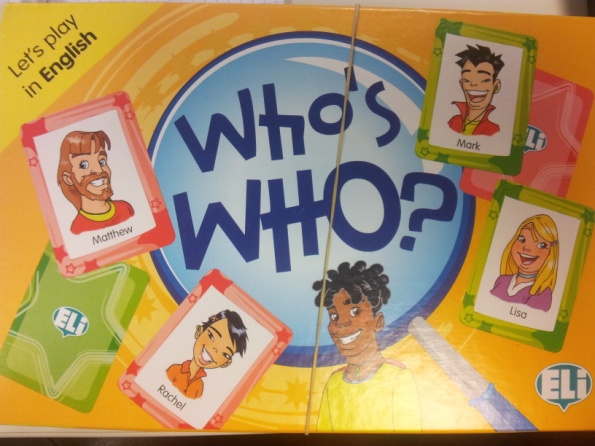 Let's play
in English
Who's
WHO?
Mark
ELi
Matthew
Lisa
ELi
Rachel
ELi